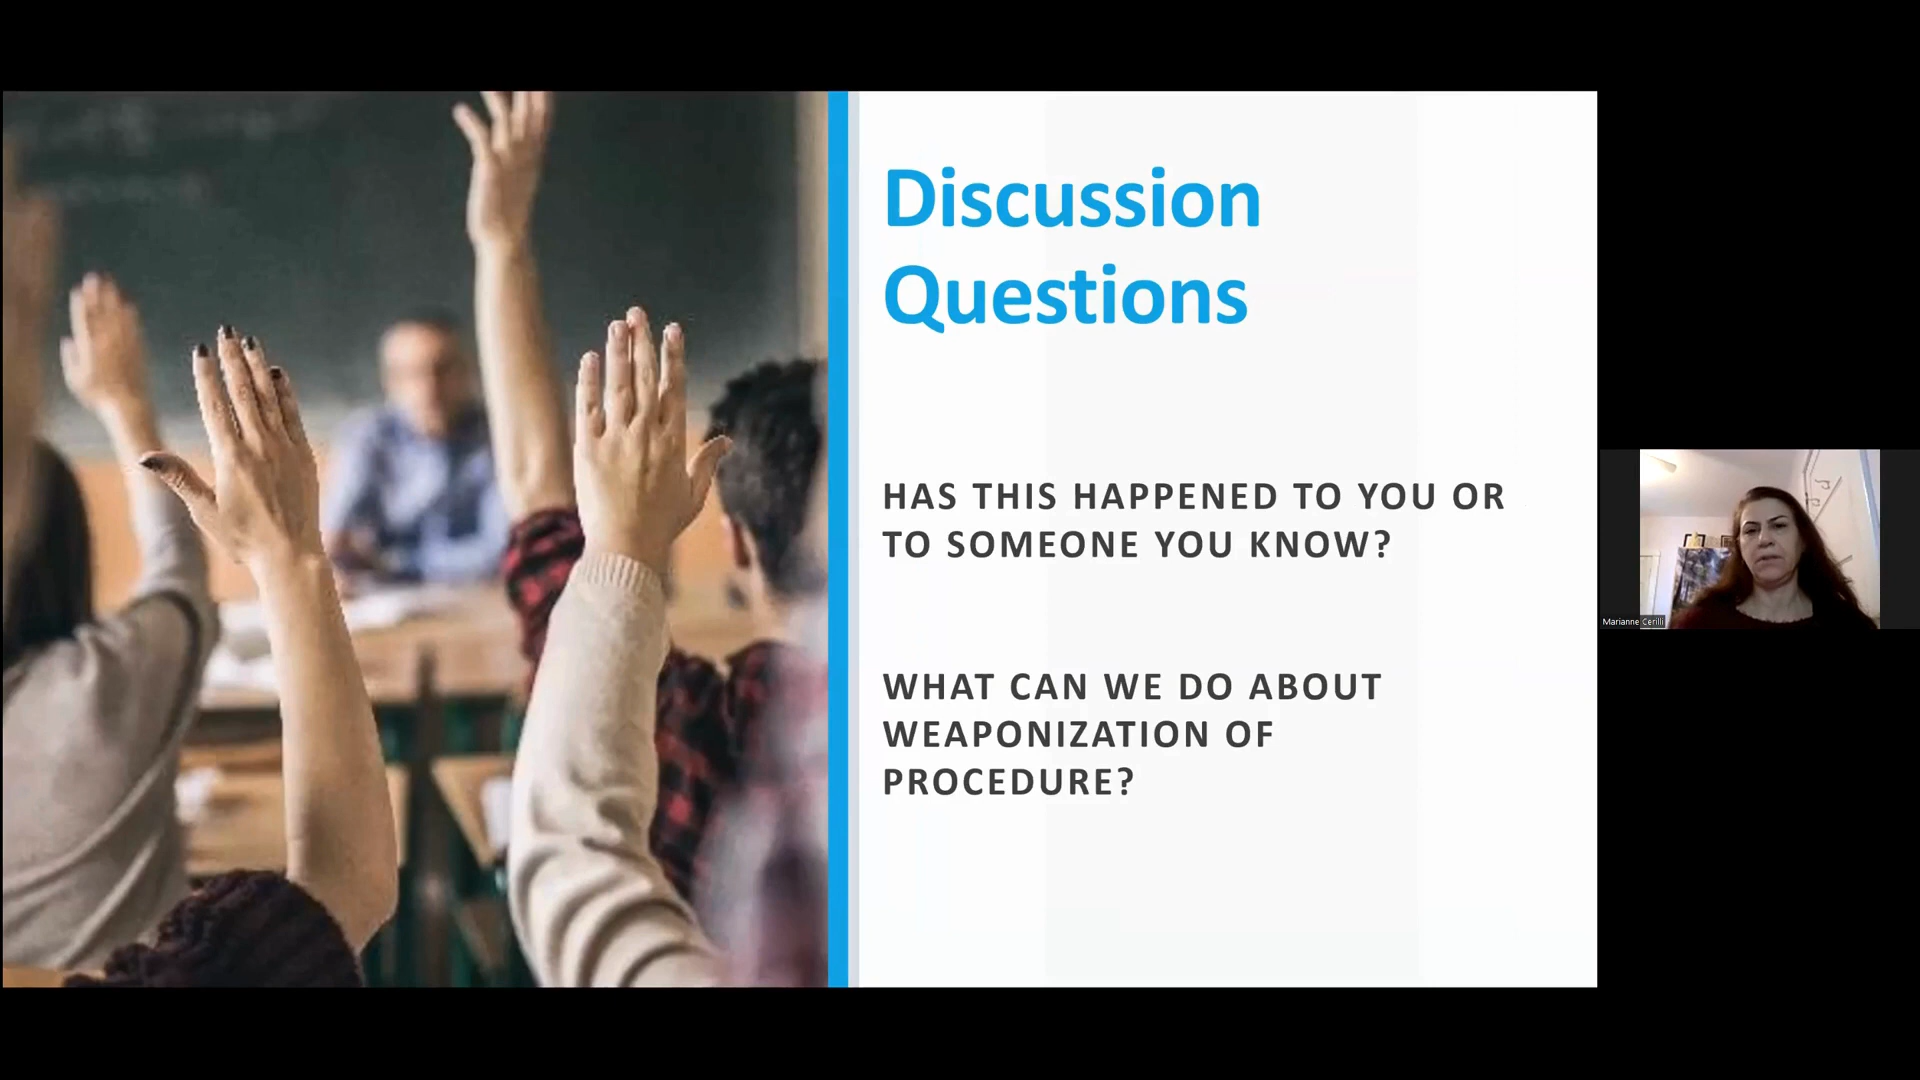 Discussion
Questions
HAS THIS HAPPENED TO YOU OR
TO SOMEONE YOU KNOW?
WHAT CAN WE DO ABOUT
WEAPONIZATION OF
PROCEDURE?
Marianne Cerilli